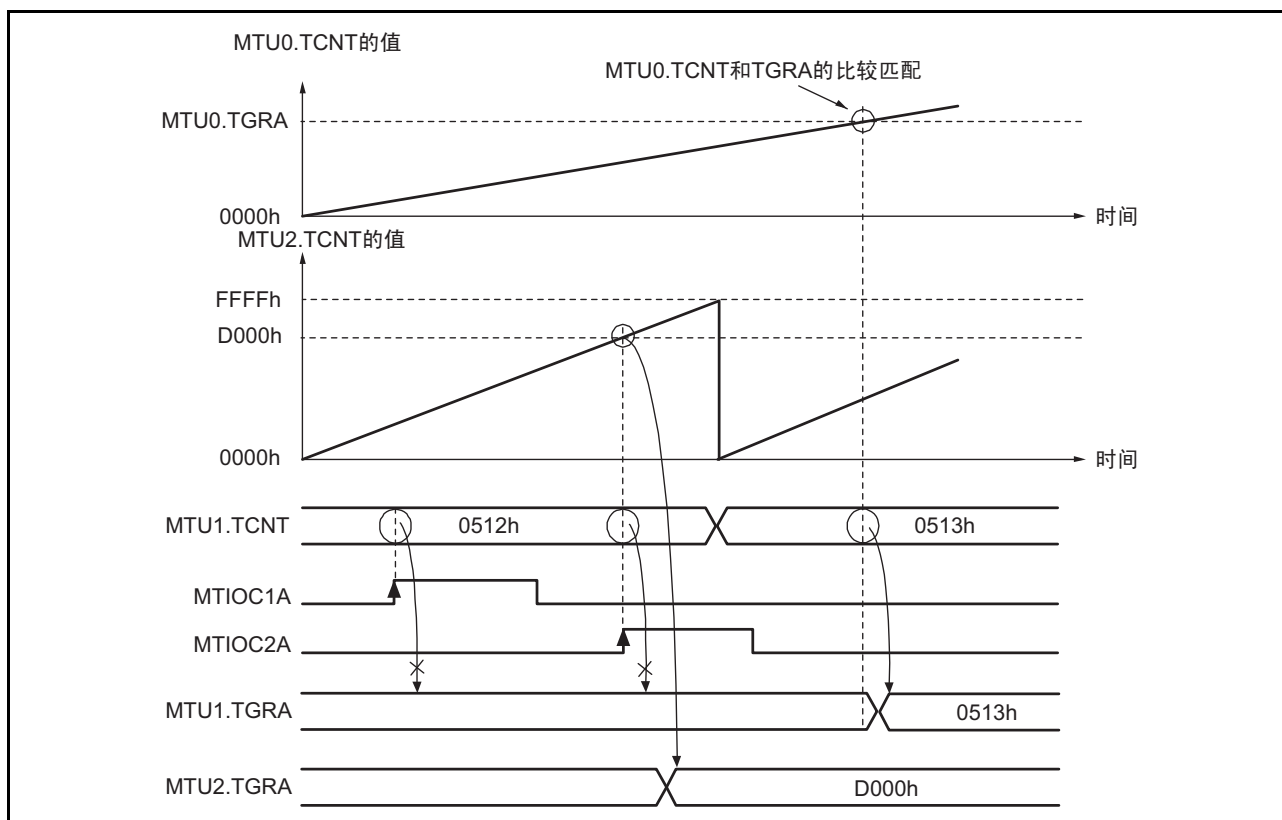 MTU0.TCNT的值
MTU0.TCNT和TGRA的比较匹配
MTU0.TGRA
0000h
时间
MTU2.TCNT的值
FFFFh
D000h
0000h
时间
MTU1.TCNT
0512h
0513h
MTIOC1A
MTIOC2A
MTU1.TGRA
0513h
MTU2.TGRA
D000h